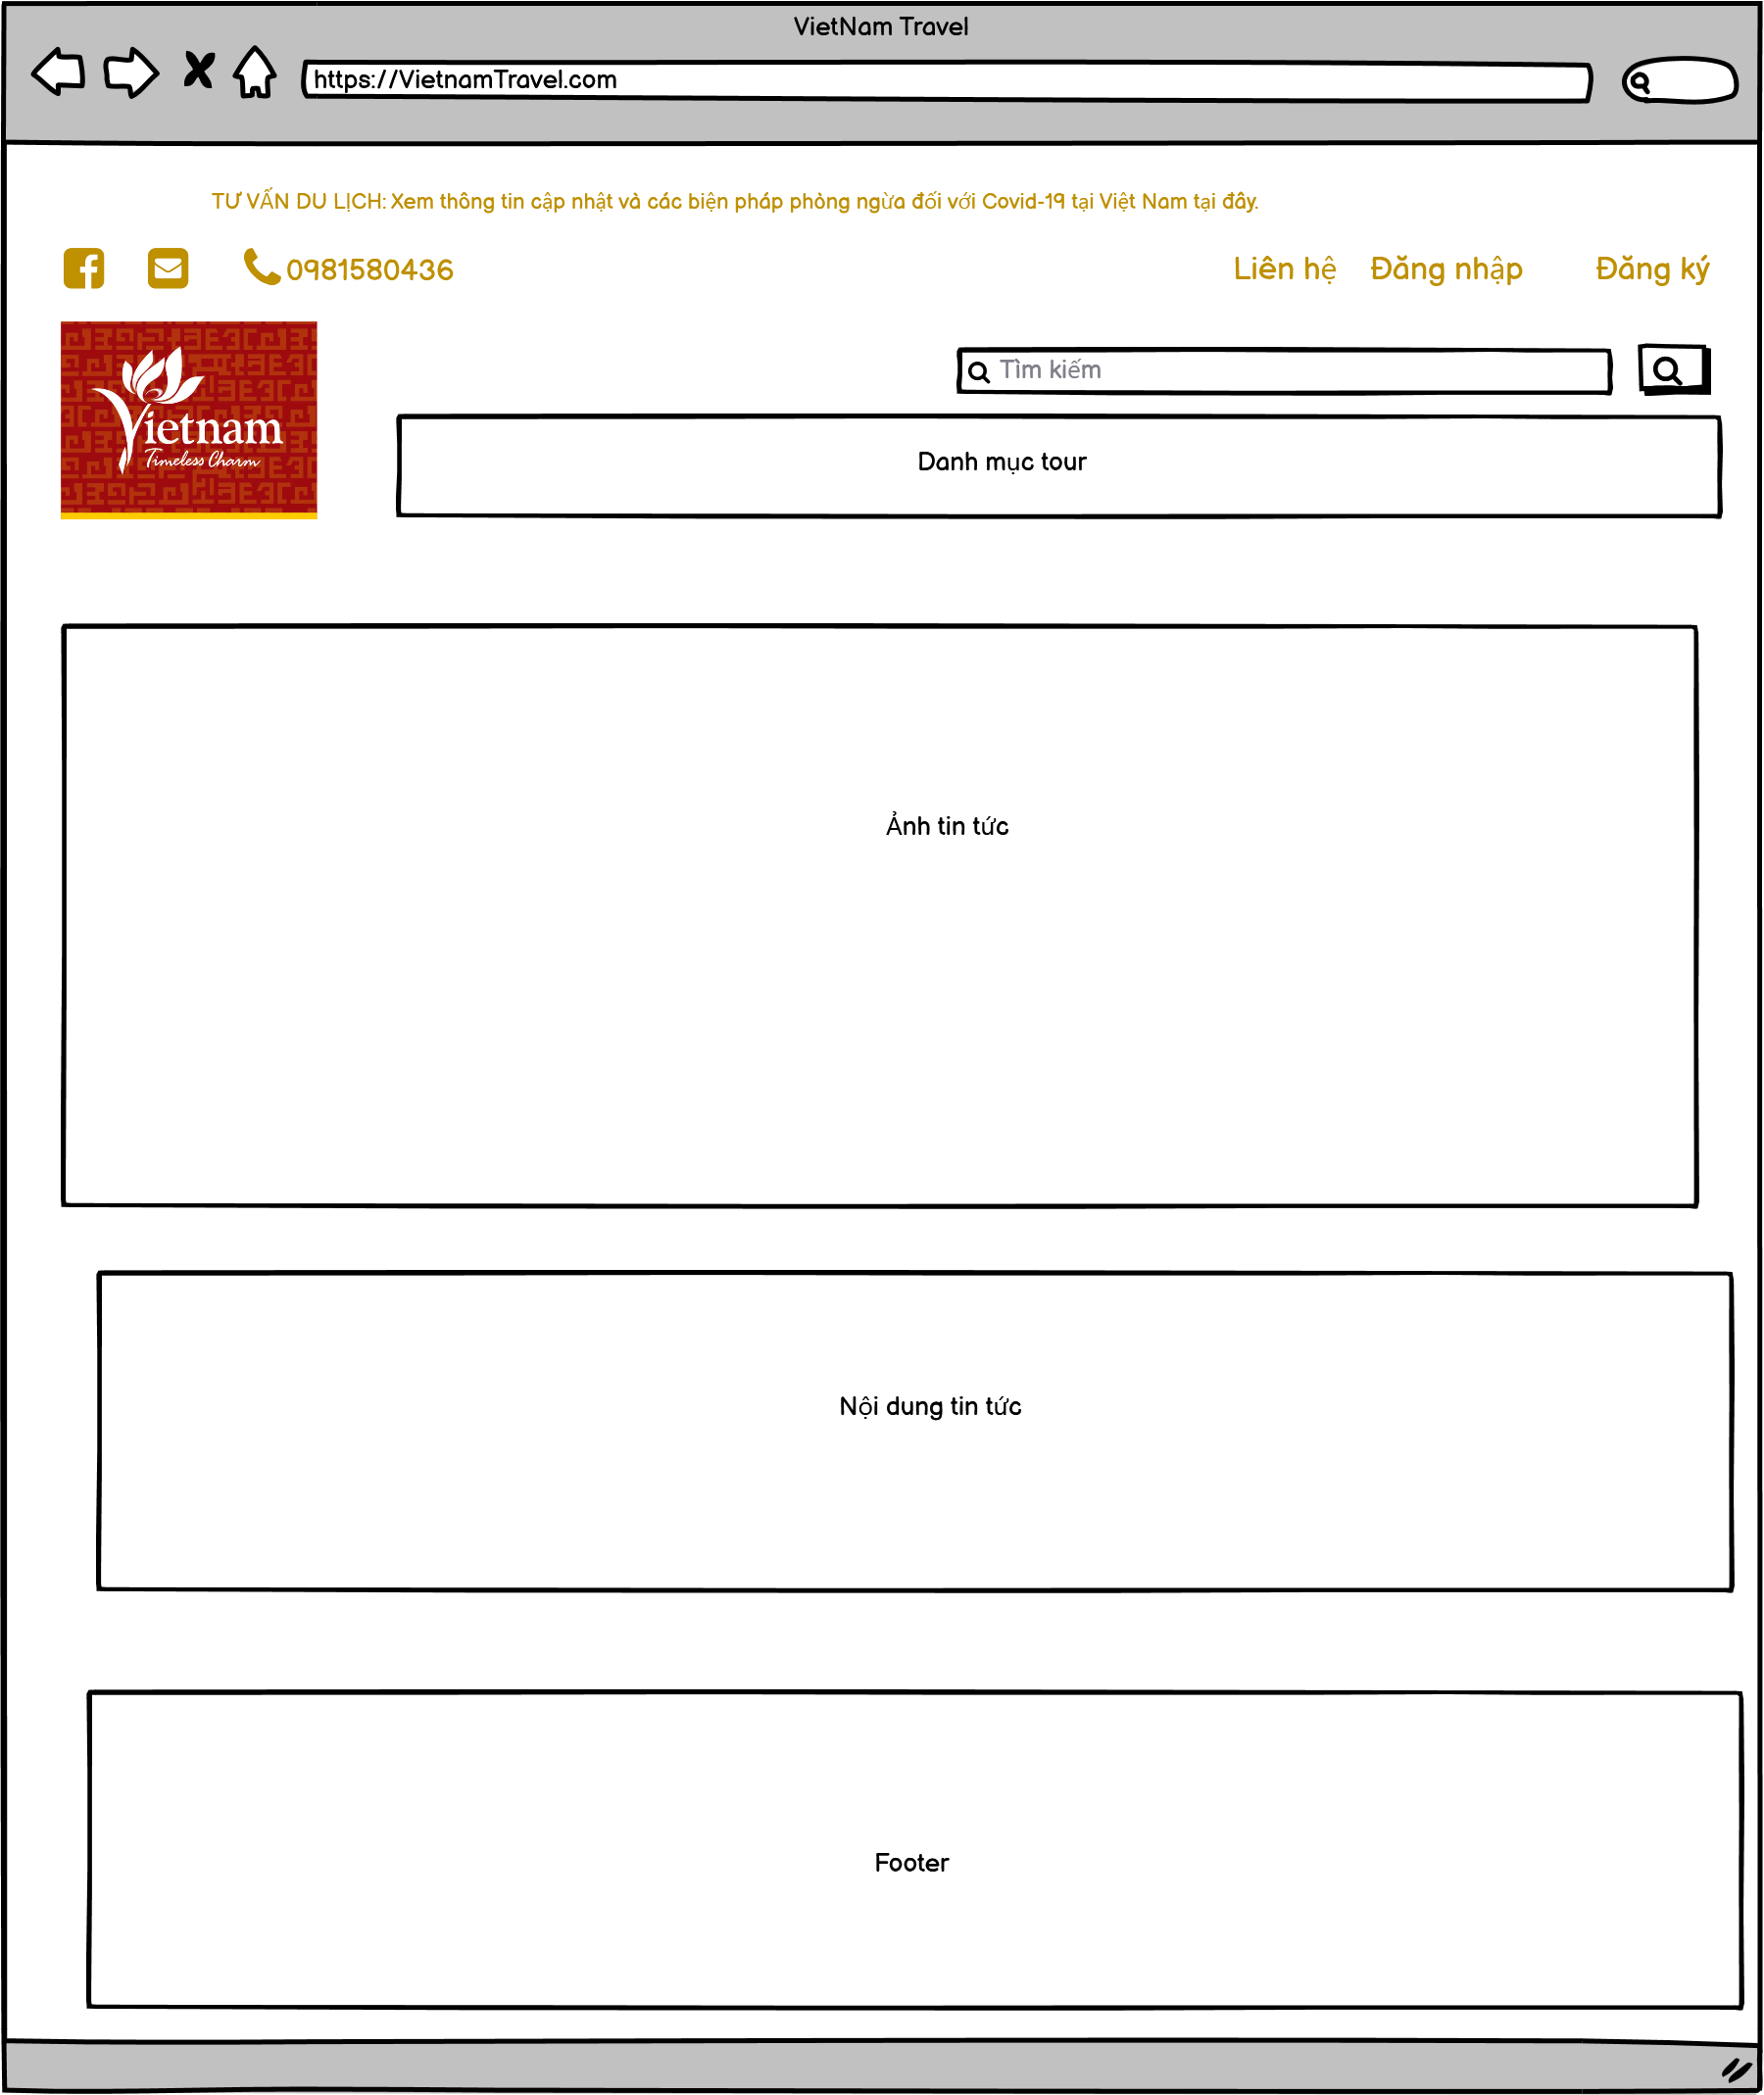 VietNam Travel
https://VietnamTravel.com
TƯ VẤN DU LỊCH: Xem thông tin cập nhật và các biện pháp phòng ngừa đối với Covid-19 tại Việt Nam tại đây.
0981580436
Liên hệ
Đăng nhập
Đăng ký
Tìm kiếm
Vietnam
Timeless Charm
Danh mục tour
Ảnh tin tức
Nội dung tin tức
Footer